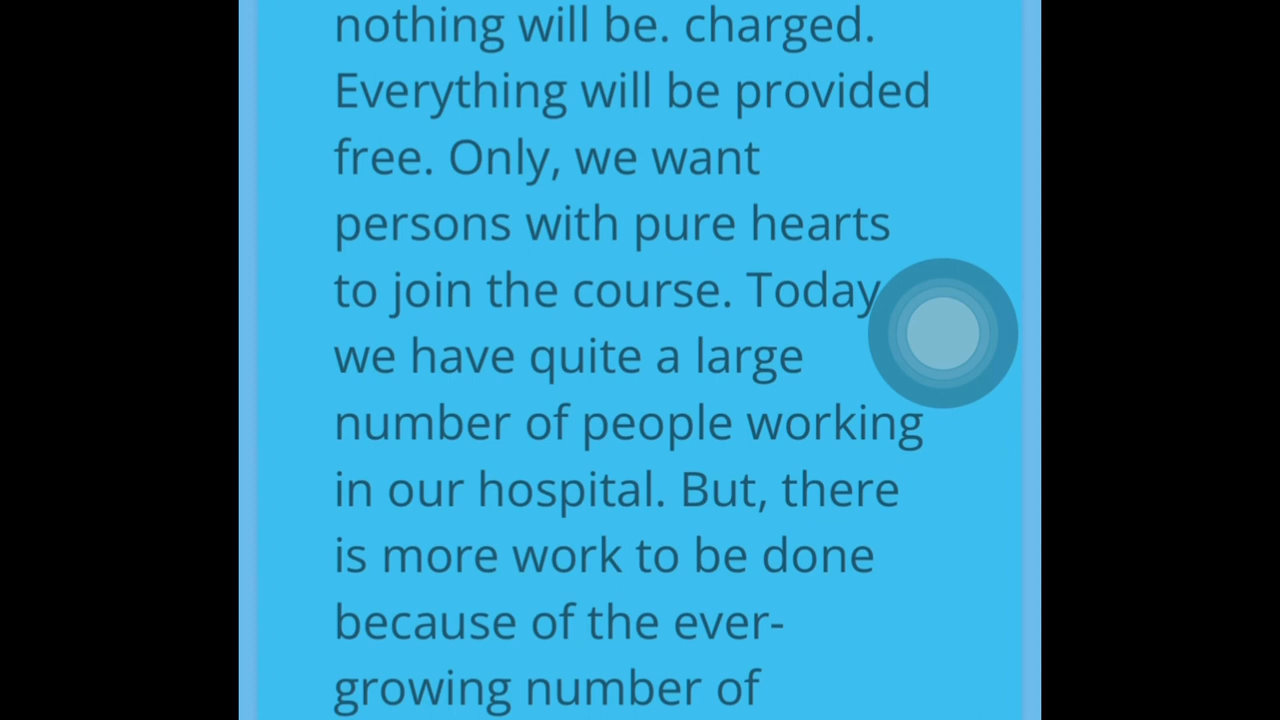 nothing will be. charged.
Everything will be provided
free. Only, we want
persons with pure hearts
to join the course. Today
we have quite a large
number of people working
in our hospital. But, there
is more work to be done
because of the ever-
growing number of